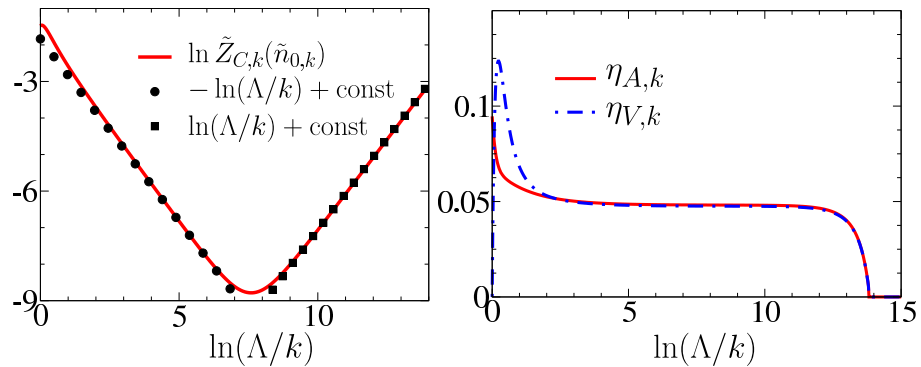 ln Z̃_{C,k}(ñ_{0,k})
− ln(Λ/k) + const
ln(Λ/k) + const
-3
-6
-9
0
5
10
ln(Λ/k)
η_{A,k}
η_{V,k}
0.1
0.05
0
0
5
10
15
ln(Λ/k)